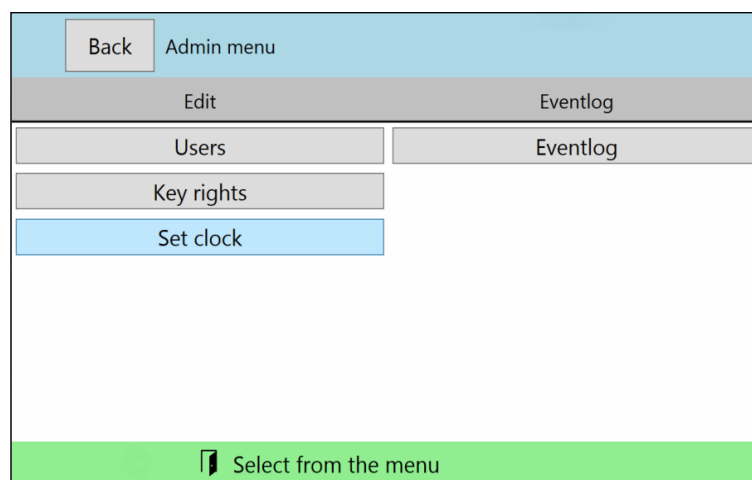 Back Admin menu
Edit Eventlog
Users Eventlog
Key rights
Set clock
Select from the menu